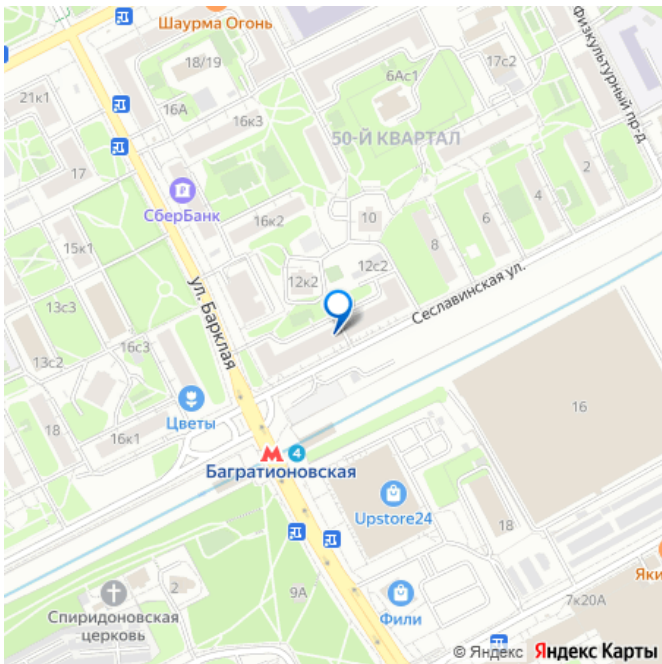 Шаурма Огонь
18/19
17с2
Физкультурный пр-д
6Ас1
21к1
16А
16к3
50-Й КВАРТАЛ
17
2
4
СберБанк
16к2
10
6
8
15к1
12с2
12к2
Сеславинская ул.
ул. Барклая
13с3
16с3
13с2
16
Цветы
18
16к1
4
Багратионовская
Upstore24
18
2
9А
Спиридоновская
церковь
Фили
7к20А
Яки
© Яндекс Яндекс Карты